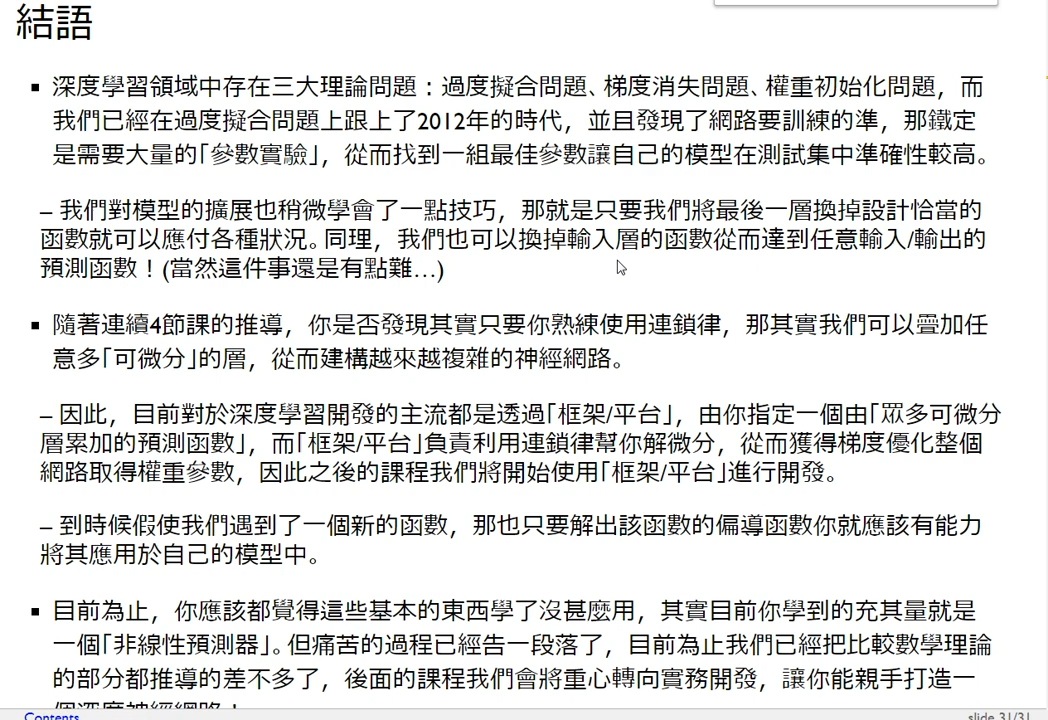 結語
▪ 深度學習領域中存在三大理論問題：過度擬合問題、梯度消失問題、權重初始化問題，而
我們已經在過度擬合問題上跟上了2012年的時代，並且發現了網路要訓練的準，那鐵定
是需要大量的「參數實驗」，從而找到一組最佳參數讓自己的模型在測試集中準確性較高。
– 我們對模型的擴展也稍微學會了一點技巧，那就是只要我們將最後一層換掉設計恰當的
函數就可以應付各種狀況。同理，我們也可以換掉輸入層的函數從而達到任意輸入/輸出的
預測函數！(當然這件事還是有點難…)
▪ 隨著連續4節課的推導，你是否發現其實只要你熟練使用連鎖律，那其實我們可以疊加任
意多「可微分」的層，從而建構越來越複雜的神經網路。
– 因此，目前對於深度學習開發的主流都是透過「框架/平台」，由你指定一個由「眾多可微分
層累加的預測函數」，而「框架/平台」負責利用連鎖律幫你解微分，從而獲得梯度優化整個
網路取得權重參數，因此之後的課程我們將開始使用「框架/平台」進行開發。
– 到時候假使我們遇到了一個新的函數，那也只要解出該函數的偏導函數你就應該有能力
將其應用於自己的模型中。
▪ 目前為止，你應該都覺得這些基本的東西學了沒甚麼用，其實目前你學到的充其量就是
一個「非線性預測器」。但痛苦的過程已經告一段落了，目前為止我們已經把比較數學理論
的部分都推導的差不多了，後面的課程我們會將重心轉向實務開發，讓你能親手打造一
個深度神經網路！
Contents
slide 31/31